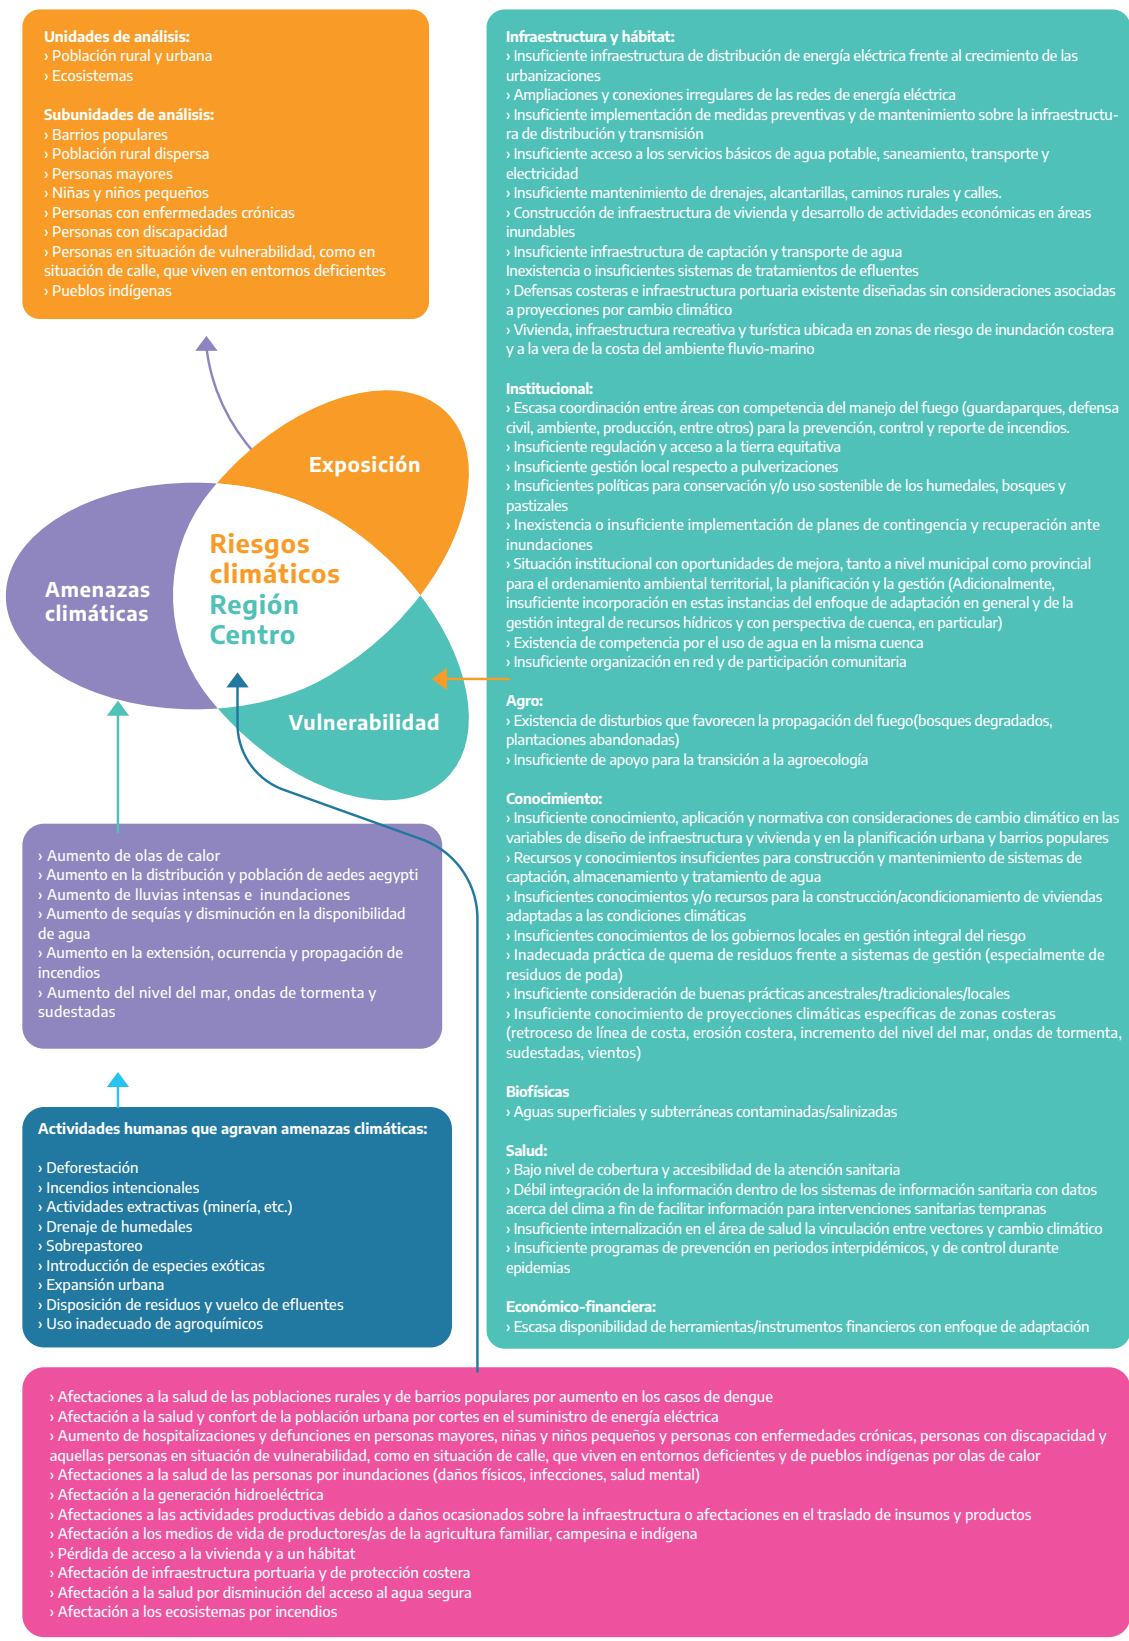 Unidades de análisis:
› Población rural y urbana
› Ecosistemas
Subunidades de análisis:
› Barrios populares
› Población rural dispersa
› Personas mayores
› Niñas y niños pequeños
› Personas con enfermedades crónicas
› Personas con discapacidad
› Personas en situación de vulnerabilidad, como en
situación de calle, que viven en entornos deficientes
› Pueblos indígenas
Exposición
Amenazas
climáticas
Riesgos
climáticos
Región
Centro
Vulnerabilidad
› Aumento de olas de calor
› Aumento en la distribución y población de aedes aegypti
› Aumento de lluvias intensas e inundaciones
› Aumento de sequías y disminución en la disponibilidad
de agua
› Aumento en la extensión, ocurrencia y propagación de
incendios
› Aumento del nivel del mar, ondas de tormenta y
sudestadas
Actividades humanas que agravan amenazas climáticas:
› Deforestación
› Incendios intencionales
› Actividades extractivas (minería, etc.)
› Drenaje de humedales
› Sobrepastoreo
› Introducción de especies exóticas
› Expansión urbana
› Disposición de residuos y vuelco de efluentes
› Uso inadecuado de agroquímicos
Infraestructura y hábitat:
› Insuficiente infraestructura de distribución de energía eléctrica frente al crecimiento de las
urbanizaciones
› Ampliaciones y conexiones irregulares de las redes de energía eléctrica
› Insuficiente implementación de medidas preventivas y de mantenimiento sobre la infraestructu-
ra de distribución y transmisión
› Insuficiente acceso a los servicios básicos de agua potable, saneamiento, transporte y
electricidad
› Insuficiente mantenimiento de drenajes, alcantarillas, caminos rurales y calles.
› Construcción de infraestructura de vivienda y desarrollo de actividades económicas en áreas
inundables
› Insuficiente infraestructura de captación y transporte de agua
Inexistencia o insuficientes sistemas de tratamientos de efluentes
› Defensas costeras e infraestructura portuaria existente diseñadas sin consideraciones asociadas
a proyecciones por cambio climático
› Vivienda, infraestructura recreativa y turística ubicada en zonas de riesgo de inundación costera
y a la vera de la costa del ambiente fluvio-marino
Institucional:
› Escasa coordinación entre áreas con competencia del manejo del fuego (guardaparques, defensa
civil, ambiente, producción, entre otros) para la prevención, control y reporte de incendios.
› Insuficiente regulación y acceso a la tierra equitativa
› Insuficiente gestión local respecto a pulverizaciones
› Insuficientes políticas para conservación y/o uso sostenible de los humedales, bosques y
pastizales
› Inexistencia o insuficiente implementación de planes de contingencia y recuperación ante
inundaciones
› Situación institucional con oportunidades de mejora, tanto a nivel municipal como provincial
para el ordenamiento ambiental territorial, la planificación y la gestión (Adicionalmente,
insuficiente incorporación en estas instancias del enfoque de adaptación en general y de la
gestión integral de recursos hídricos y con perspectiva de cuenca, en particular)
› Existencia de competencia por el uso de agua en la misma cuenca
› Insuficiente organización en red y de participación comunitaria
Agro:
› Existencia de disturbios que favorecen la propagación del fuego(bosques degradados,
plantaciones abandonadas)
› Insuficiente de apoyo para la transición a la agroecología
Conocimiento:
› Insuficiente conocimiento, aplicación y normativa con consideraciones de cambio climático en las
variables de diseño de infraestructura y vivienda y en la planificación urbana y barrios populares
› Recursos y conocimientos insuficientes para construcción y mantenimiento de sistemas de
captación, almacenamiento y tratamiento de agua
› Insuficientes conocimientos y/o recursos para la construcción/acondicionamiento de viviendas
adaptadas a las condiciones climáticas
› Insuficientes conocimientos de los gobiernos locales en gestión integral del riesgo
› Inadecuada práctica de quema de residuos frente a sistemas de gestión (especialmente de
residuos de poda)
› Insuficiente consideración de buenas prácticas ancestrales/tradicionales/locales
› Insuficiente conocimiento de proyecciones climáticas específicas de zonas costeras
(retroceso de línea de costa, erosión costera, incremento del nivel del mar, ondas de tormenta,
sudestadas, vientos)
Biofísicas
› Aguas superficiales y subterráneas contaminadas/salinizadas
Salud:
› Bajo nivel de cobertura y accesibilidad de la atención sanitaria
› Débil integración de la información dentro de los sistemas de información sanitaria con datos
acerca del clima a fin de facilitar información para intervenciones sanitarias tempranas
› Insuficiente internalización en el área de salud la vinculación entre vectores y cambio climático
› Insuficiente programas de prevención en periodos interpidémicos, y de control durante
epidemias
Económico-financiera:
› Escasa disponibilidad de herramientas/instrumentos financieros con enfoque de adaptación
› Afectaciones a la salud de las poblaciones rurales y de barrios populares por aumento en los casos de dengue
› Afectación a la salud y confort de la población urbana por cortes en el suministro de energía eléctrica
› Aumento de hospitalizaciones y defunciones en personas mayores, niñas y niños pequeños y personas con enfermedades crónicas, personas con discapacidad y
aquellas personas en situación de vulnerabilidad, como en situación de calle, que viven en entornos deficientes y de pueblos indígenas por olas de calor
› Afectaciones a la salud de las personas por inundaciones (daños físicos, infecciones, salud mental)
› Afectación a la generación hidroeléctrica
› Afectaciones a las actividades productivas debido a daños ocasionados sobre la infraestructura o afectaciones en el traslado de insumos y productos
› Afectación a los medios de vida de productores/as de la agricultura familiar, campesina e indígena
› Pérdida de acceso a la vivienda y a un hábitat
› Afectación de infraestructura portuaria y de protección costera
› Afectación a la salud por disminución del acceso al agua segura
› Afectación a los ecosistemas por incendios